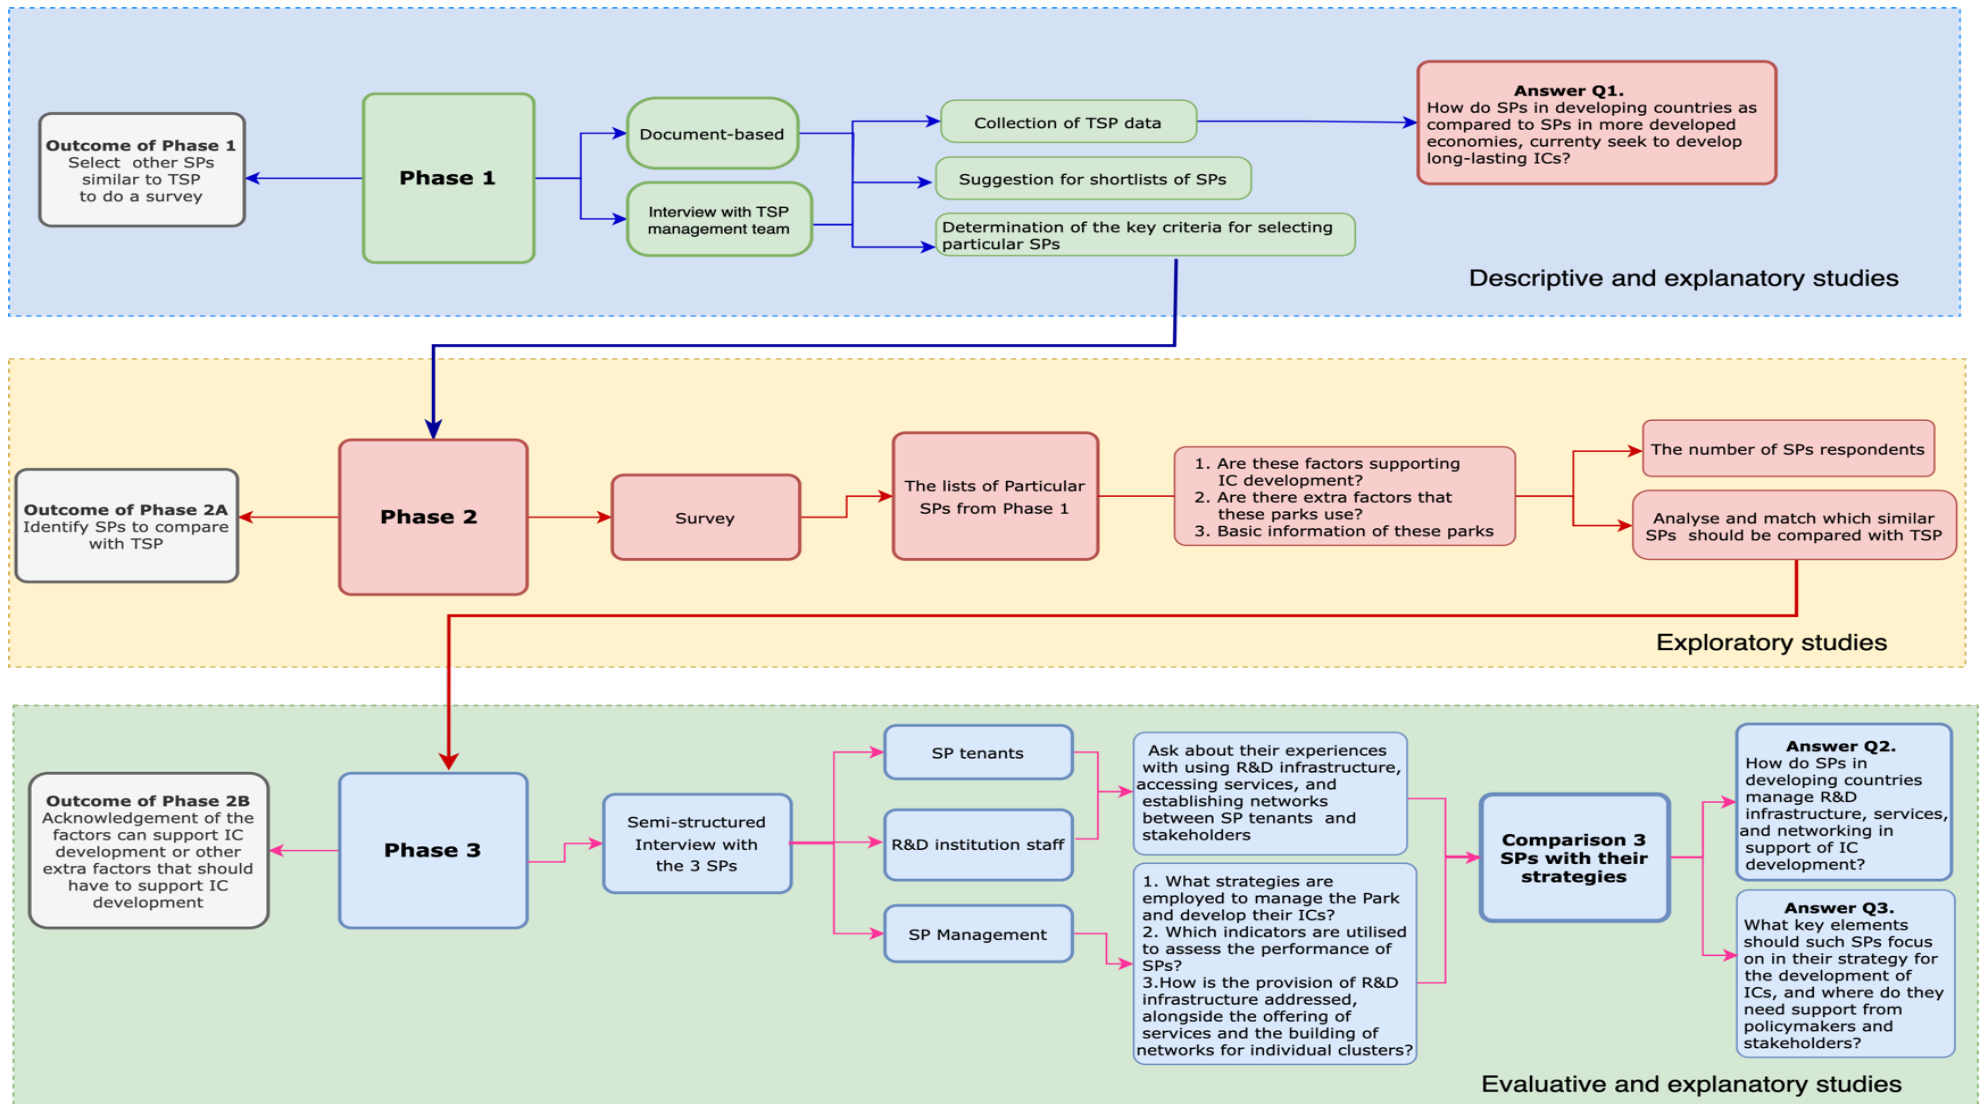 Outcome of Phase 1
Select other SPs
similar to TSP
to do a survey
Phase 1
Document-based
Interview with TSP
management team
Collection of TSP data
Suggestion for shortlists of SPs
Determination of the key criteria for selecting
particular SPs
Answer Q1.
How do SPs in developing countries as
compared to SPs in more developed
economies, currenty seek to develop
long-lasting ICs?
Descriptive and explanatory studies
Outcome of Phase 2A
Identify SPs to compare
with TSP
Phase 2
Survey
The lists of Particular
SPs from Phase 1
1. Are these factors supporting
IC development?
2. Are there extra factors that
these parks use?
3. Basic information of these parks
The number of SPs respondents
Analyse and match which similar
SPs should be compared with TSP
Exploratory studies
Outcome of Phase 2B
Acknowledgement of the
factors can support IC
development or other
extra factors that should
have to support IC
development
Phase 3
Semi-structured
Interview with
the 3 SPs
SP tenants
R&D institution staff
SP Management
Ask about their experiences
with using R&D infrastructure,
accessing services, and
establishing networks
between SP tenants and
stakeholders
1. What strategies are
employed to manage the Park
and develop their ICs?
2. Which indicators are utilised
to assess the performance of
SPs?
3.How is the provision of R&D
infrastructure addressed,
alongside the offering of
services and the building of
networks for individual clusters?
Comparison 3
SPs with their
strategies
Answer Q2.
How do SPs in
developing countries
manage R&D
infrastructure, services,
and networking in
support of IC
development?
Answer Q3.
What key elements
should such SPs focus
on in their strategy for
the development of
ICs, and where do they
need support from
policymakers and
stakeholders?
Evaluative and explanatory studies